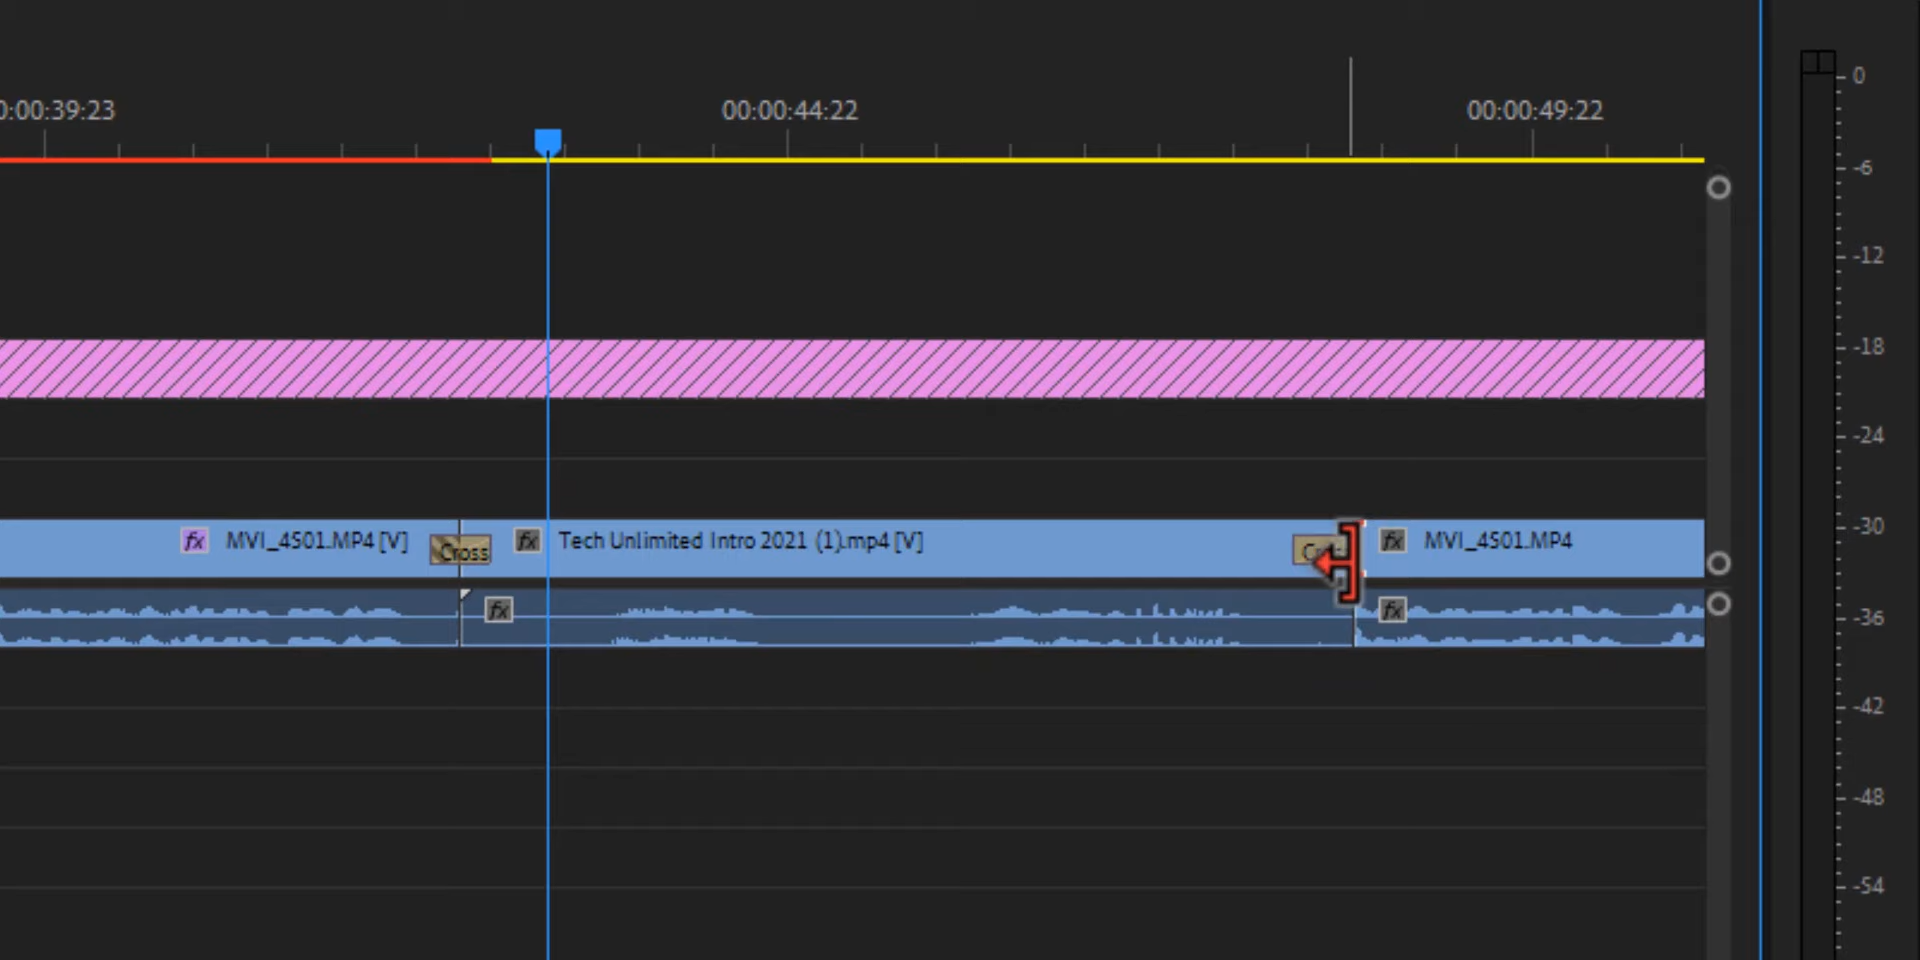 0:00:39:23
00:00:44:22
00:00:49:22
0
-6
-12
-18
-24
-30
-36
-42
-48
-54
fx MVI_4501.MP4 [V]
Cross
fx Tech Unlimited Intro 2021 (1).mp4 [V]
fx MVI_4501.MP4
fx
fx